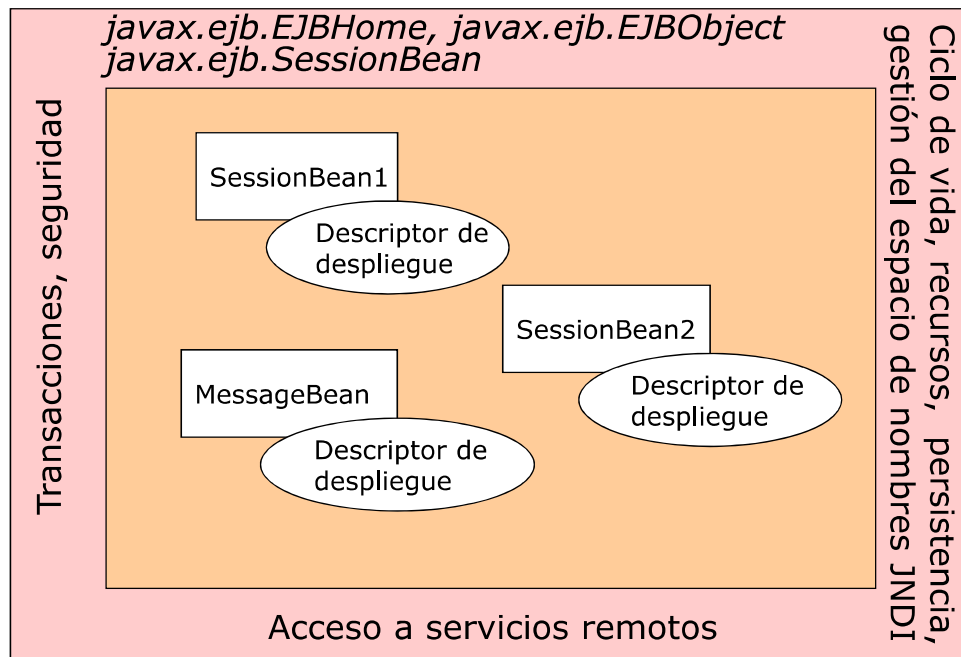 javax.ejb.EJBHome, javax.ejb.EJBObject
javax.ejb.SessionBean
Ciclo de vida, recursos, persistencia,
gestión del espacio de nombres JNDI
Transacciones, seguridad
SessionBean1
Descriptor de
despliegue
SessionBean2
Descriptor de
despliegue
MessageBean
Descriptor de
despliegue
Acceso a servicios remotos